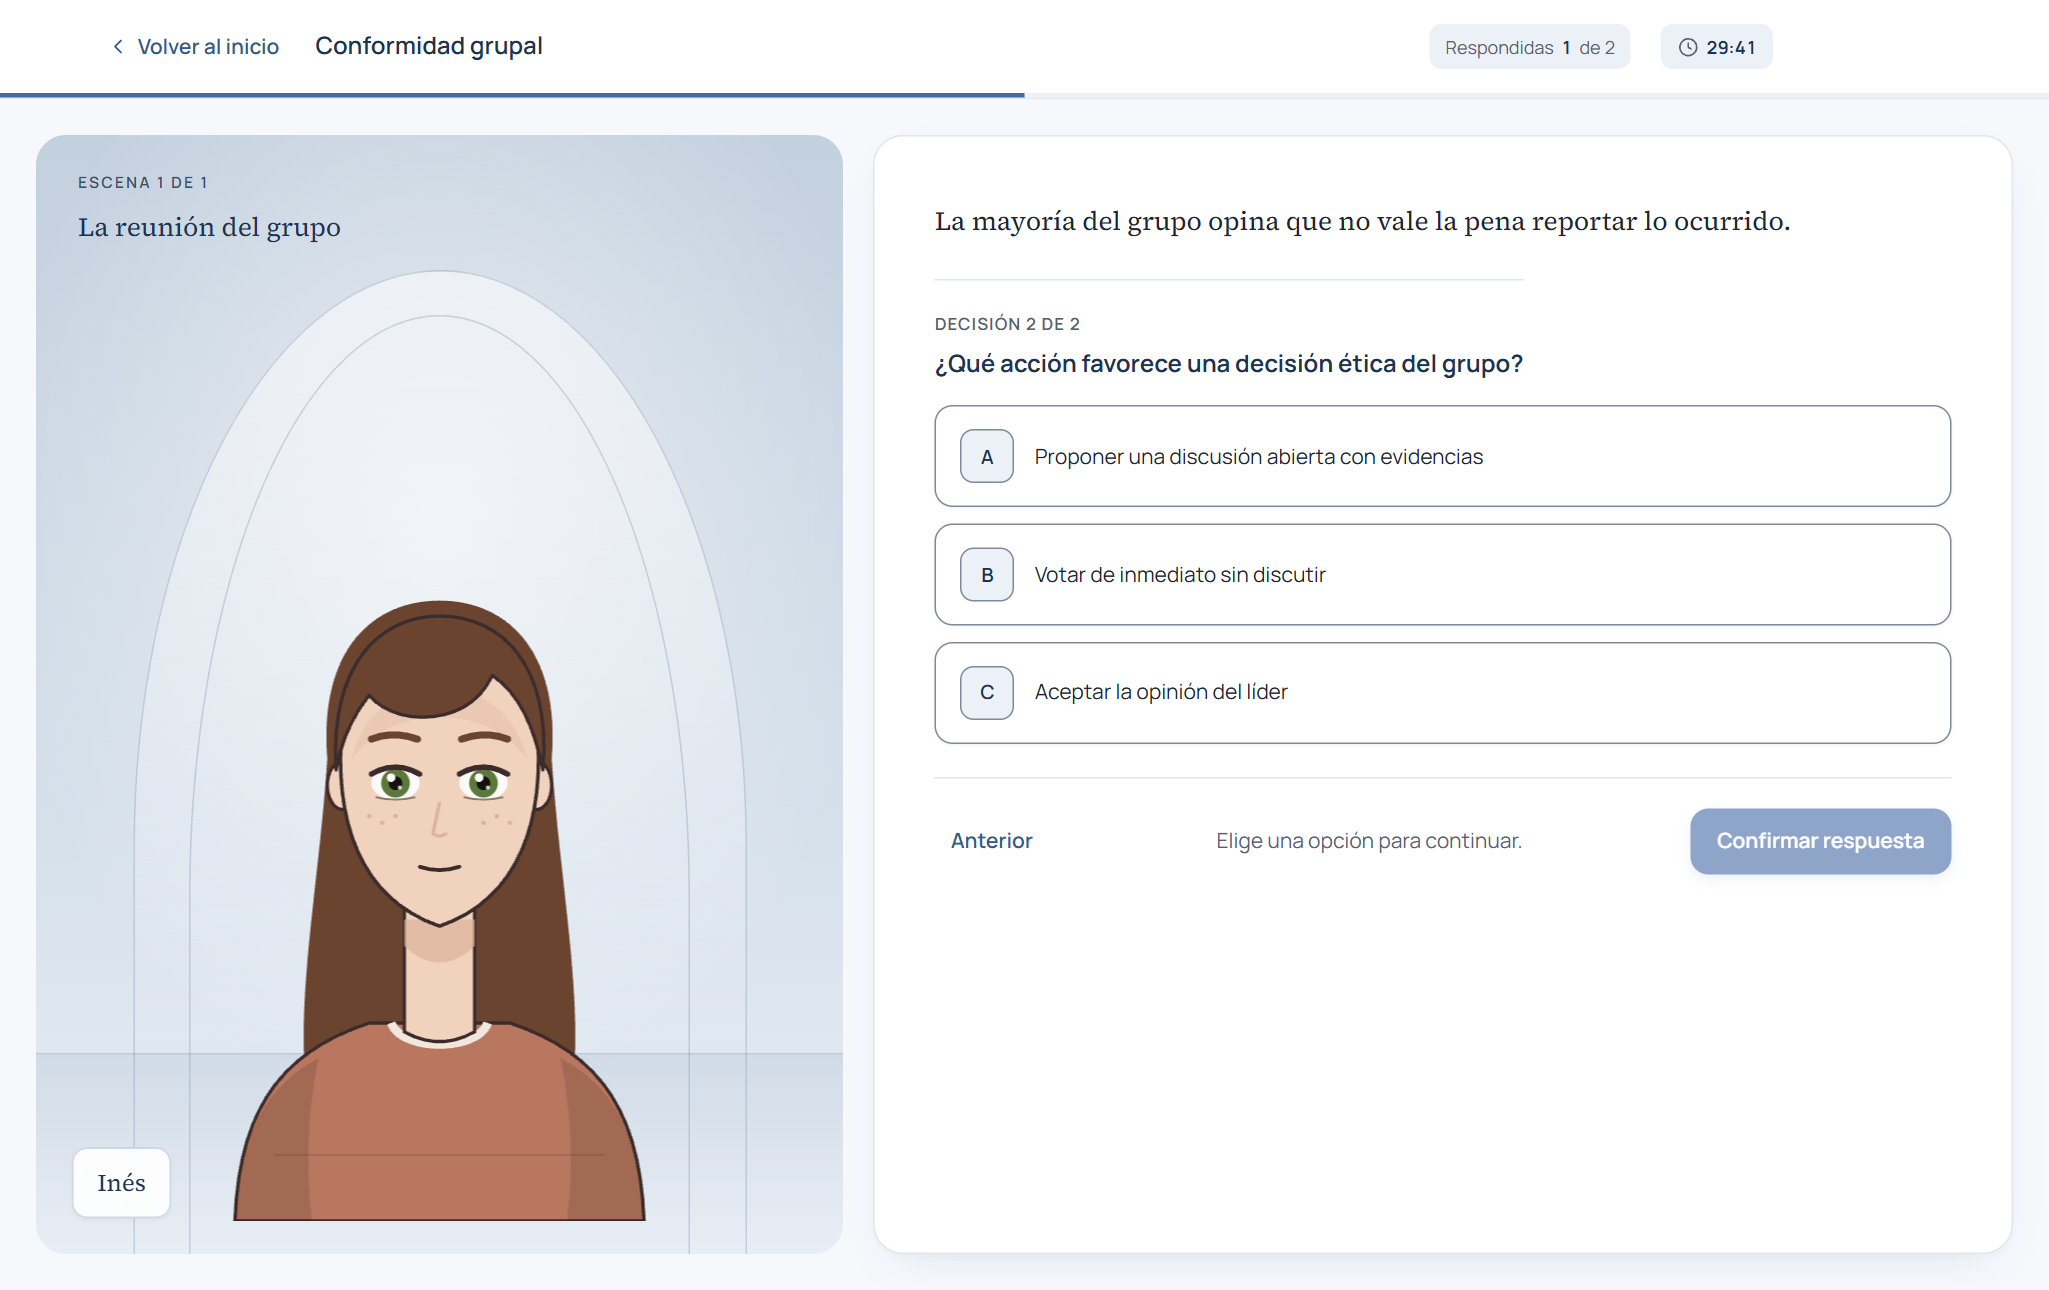 Volver al inicio
Conformidad grupal
Respondidas 1 de 2
29:41
ESCENA 1 DE 1
La reunión del grupo
Inés
La mayoría del grupo opina que no vale la pena reportar lo ocurrido.
DECISIÓN 2 DE 2
¿Qué acción favorece una decisión ética del grupo?
A Proponer una discusión abierta con evidencias
B Votar de inmediato sin discutir
C Aceptar la opinión del líder
Anterior
Elige una opción para continuar.
Confirmar respuesta